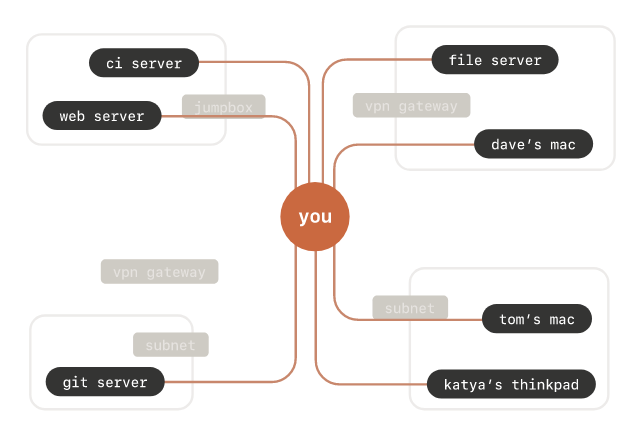 ci server
file server
jumpbox
vpn gateway
web server
dave's mac
you
vpn gateway
subnet
tom's mac
subnet
git server
katya's thinkpad